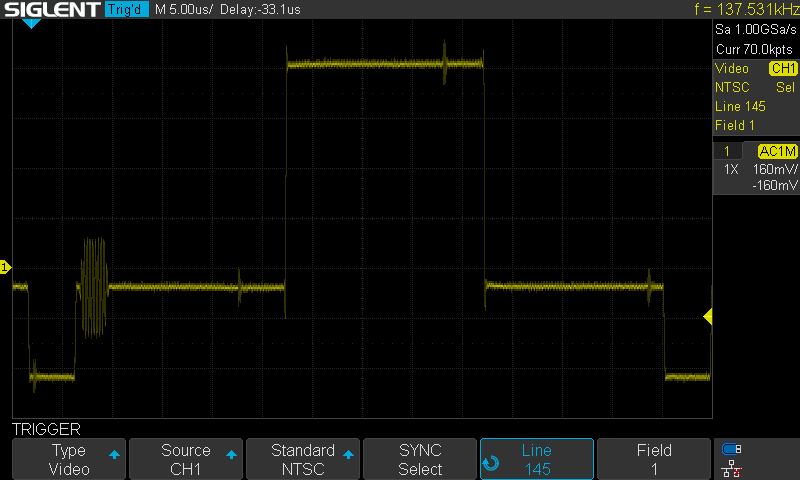 SIGLENT Trig'd M 5.00us/ Delay:-33.1us f = 137.531kHz
Sa 1.00GSa/s
Curr 70.0kpts
Video CH1
NTSC Sel
Line 145
Field 1
1 AC1M
1X 160mV/
-160mV
1
TRIGGER
Type
Video
Source
CH1
Standard
NTSC
SYNC
Select
Line
145
Field
1